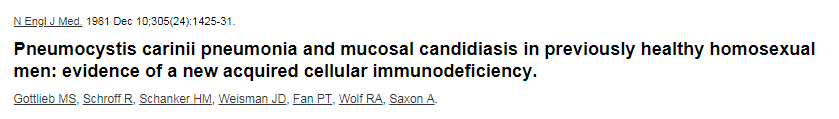 N Engl J Med. 1981 Dec 10;305(24):1425-31.
Pneumocystis carinii pneumonia and mucosal candidiasis in previously healthy homosexual
men: evidence of a new acquired cellular immunodeficiency.
Gottlieb MS, Schroff R, Schanker HM, Weisman JD, Fan PT, Wolf RA, Saxon A.